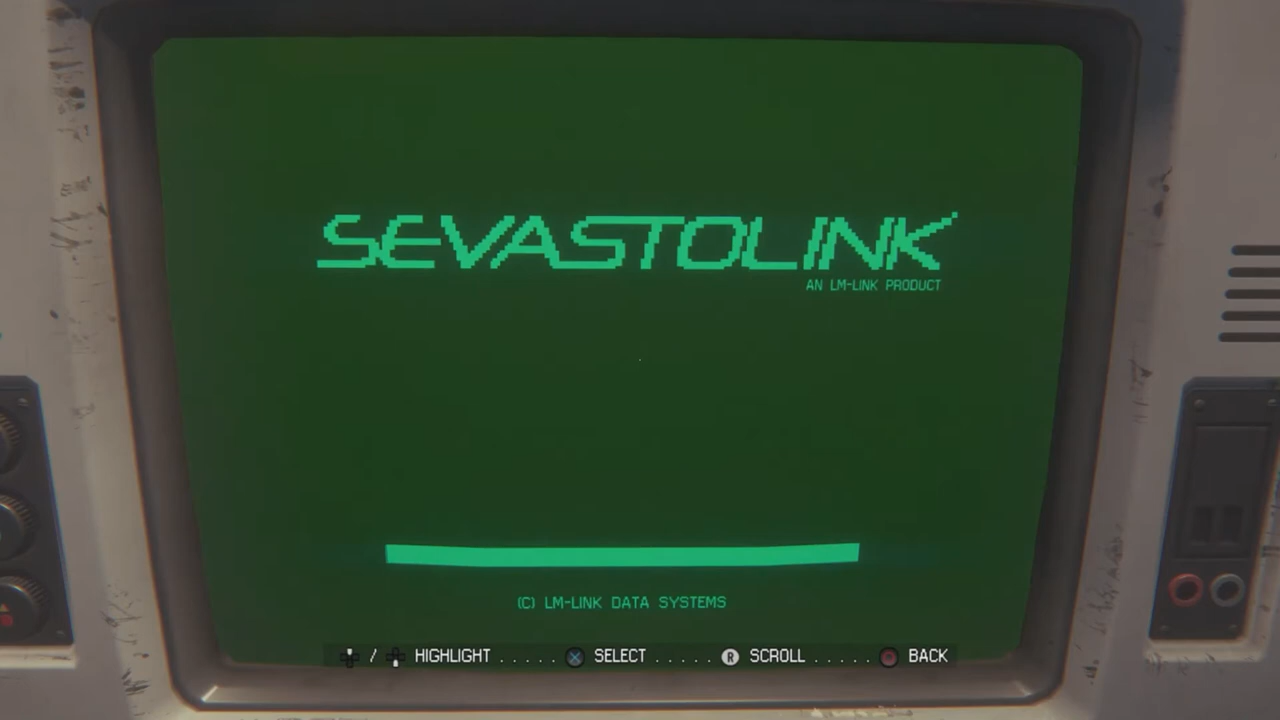 SEVASTOLINK
AN LM-LINK PRODUCT
(C) LM-LINK DATA SYSTEMS
/ HIGHLIGHT . . . . . SELECT . . . . . R SCROLL . . . . . BACK